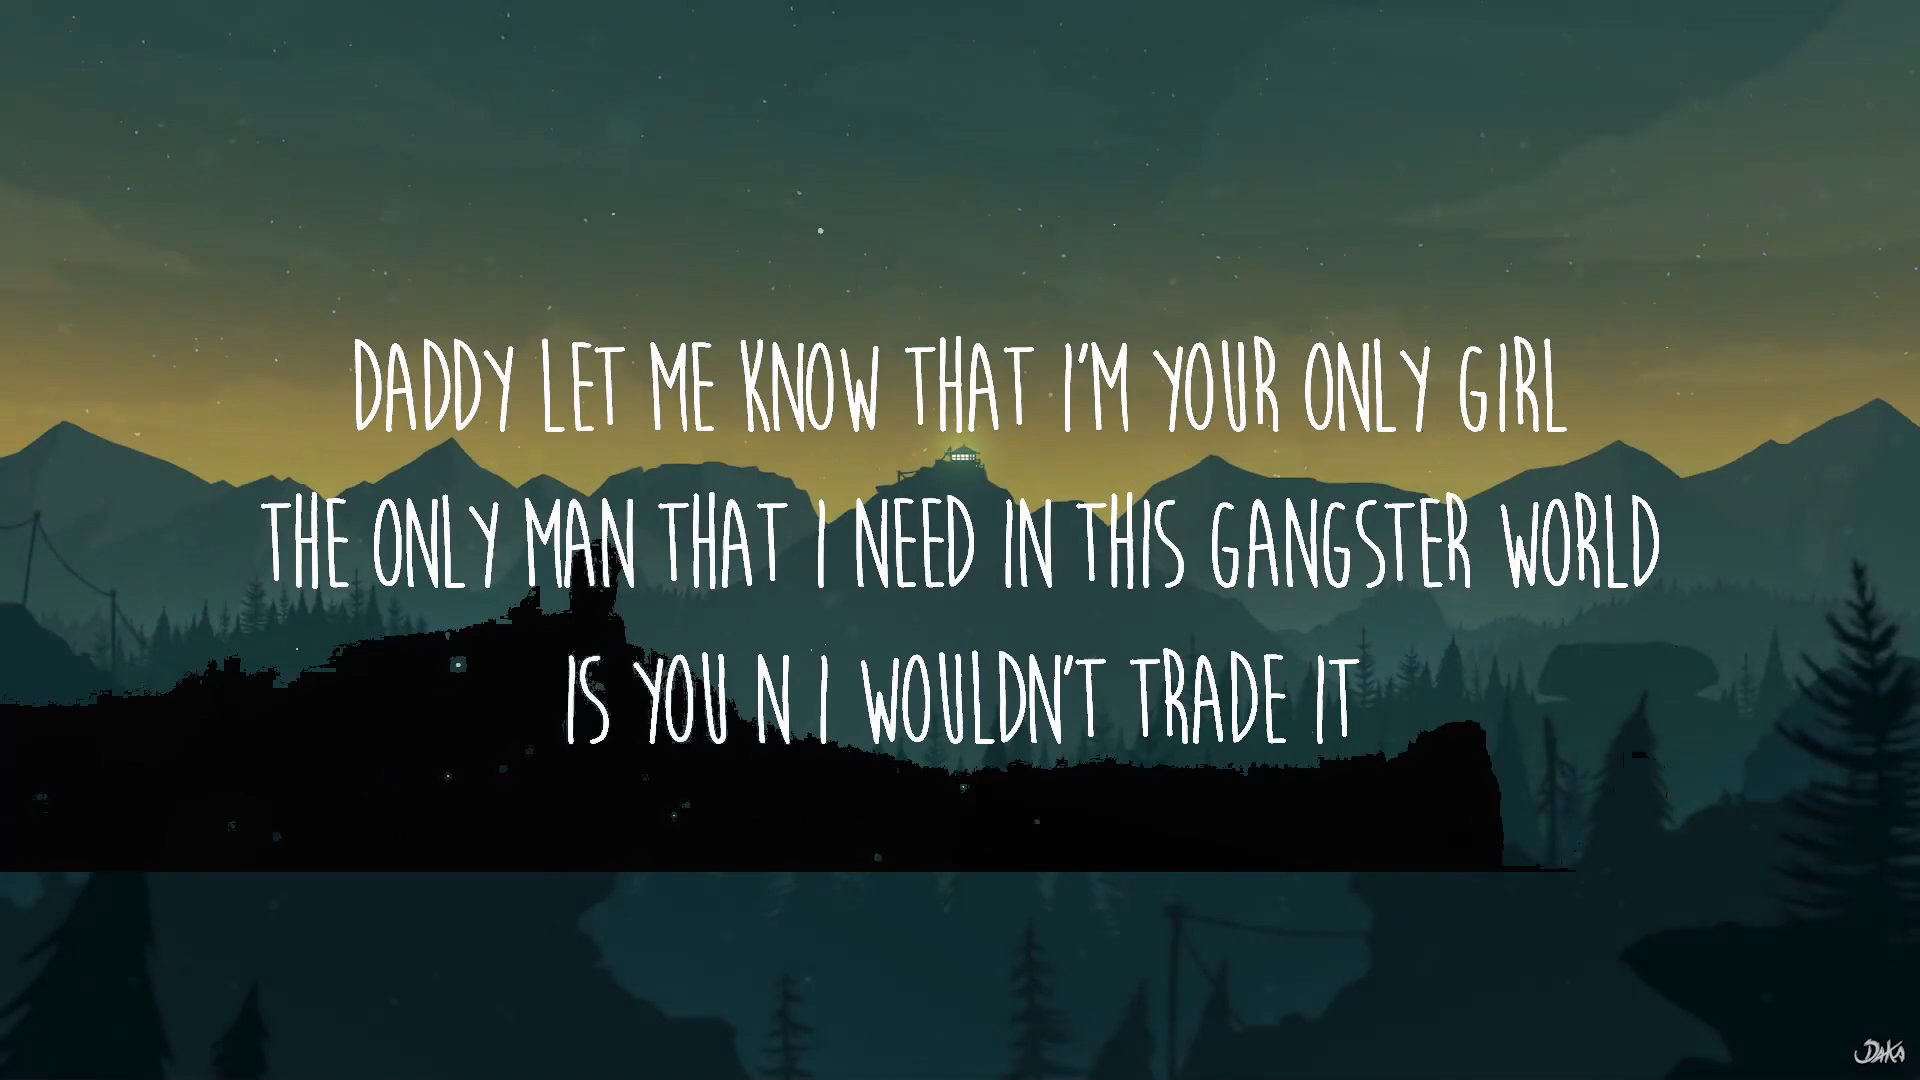 DADDY LET ME KNOW THAT I'M YOUR ONLY GIRL
THE ONLY MAN THAT I NEED IN THIS GANGSTER WORLD
IS YOU N I WOULDN'T TRADE IT
DAKA